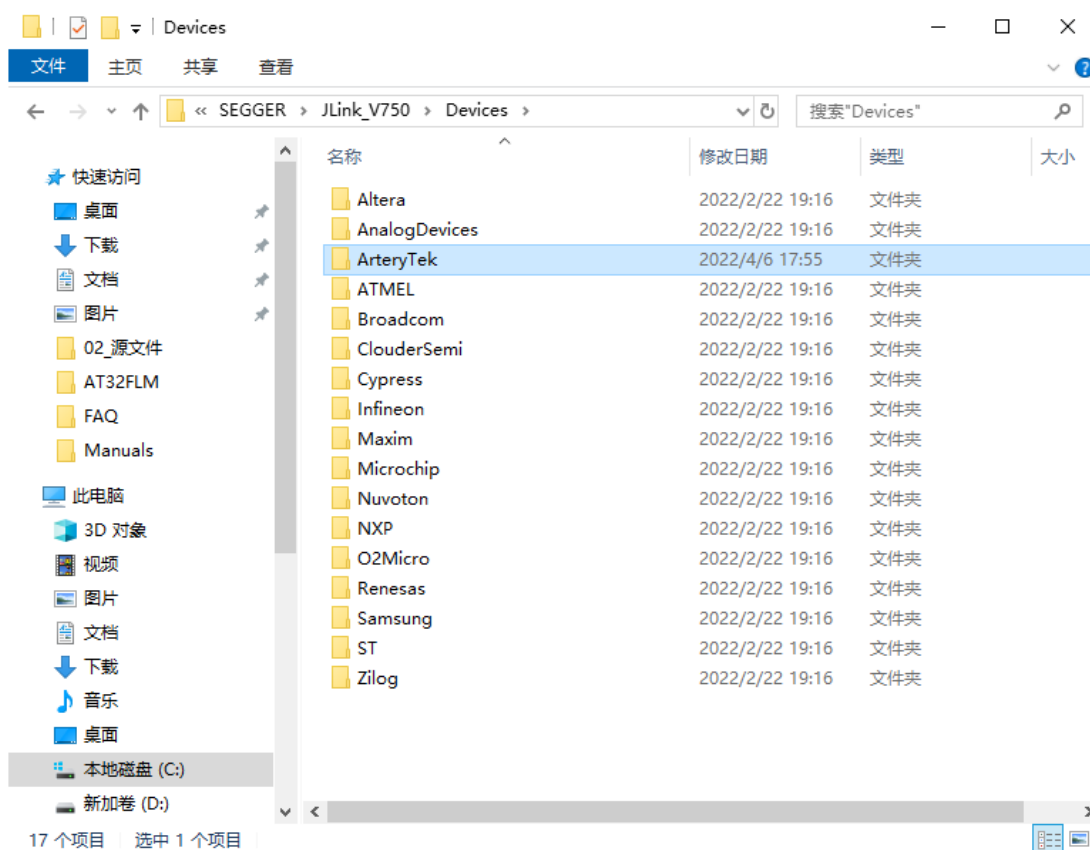 Devices
文件 主页 共享 查看
« SEGGER › JLink_V750 › Devices ›
搜索"Devices"
名称 修改日期 类型 大小
快速访问
桌面
下载
文档
图片
02_源文件
AT32FLM
FAQ
Manuals
此电脑
3D 对象
视频
图片
文档
下载
音乐
桌面
本地磁盘 (C:)
新加卷 (D:)
Altera 2022/2/22 19:16 文件夹
AnalogDevices 2022/2/22 19:16 文件夹
ArteryTek 2022/4/6 17:55 文件夹
ATMEL 2022/2/22 19:16 文件夹
Broadcom 2022/2/22 19:16 文件夹
ClouderSemi 2022/2/22 19:16 文件夹
Cypress 2022/2/22 19:16 文件夹
Infineon 2022/2/22 19:16 文件夹
Maxim 2022/2/22 19:16 文件夹
Microchip 2022/2/22 19:16 文件夹
Nuvoton 2022/2/22 19:16 文件夹
NXP 2022/2/22 19:16 文件夹
O2Micro 2022/2/22 19:16 文件夹
Renesas 2022/2/22 19:16 文件夹
Samsung 2022/2/22 19:16 文件夹
ST 2022/2/22 19:16 文件夹
Zilog 2022/2/22 19:16 文件夹
17 个项目 选中 1 个项目